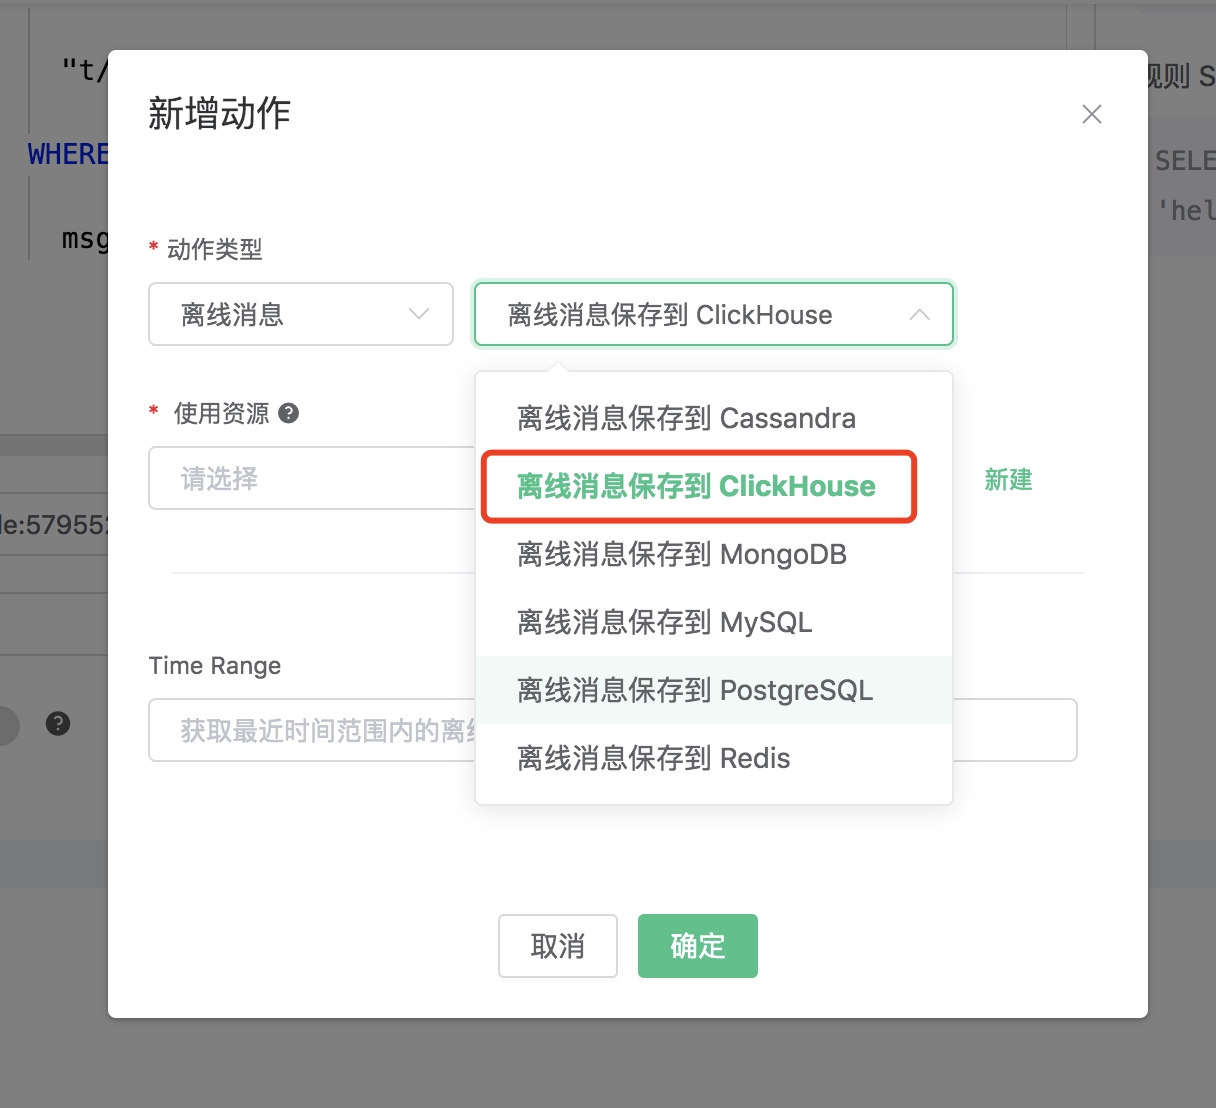 "t/
规则 S
新增动作
WHERE
SELE
'hel
msg
* 动作类型
离线消息
离线消息保存到 ClickHouse
* 使用资源 ?
离线消息保存到 Cassandra
请选择
离线消息保存到 ClickHouse
新建
de:57955
离线消息保存到 MongoDB
离线消息保存到 MySQL
Time Range
离线消息保存到 PostgreSQL
?
获取最近时间范围内的离
离线消息保存到 Redis
取消
确定